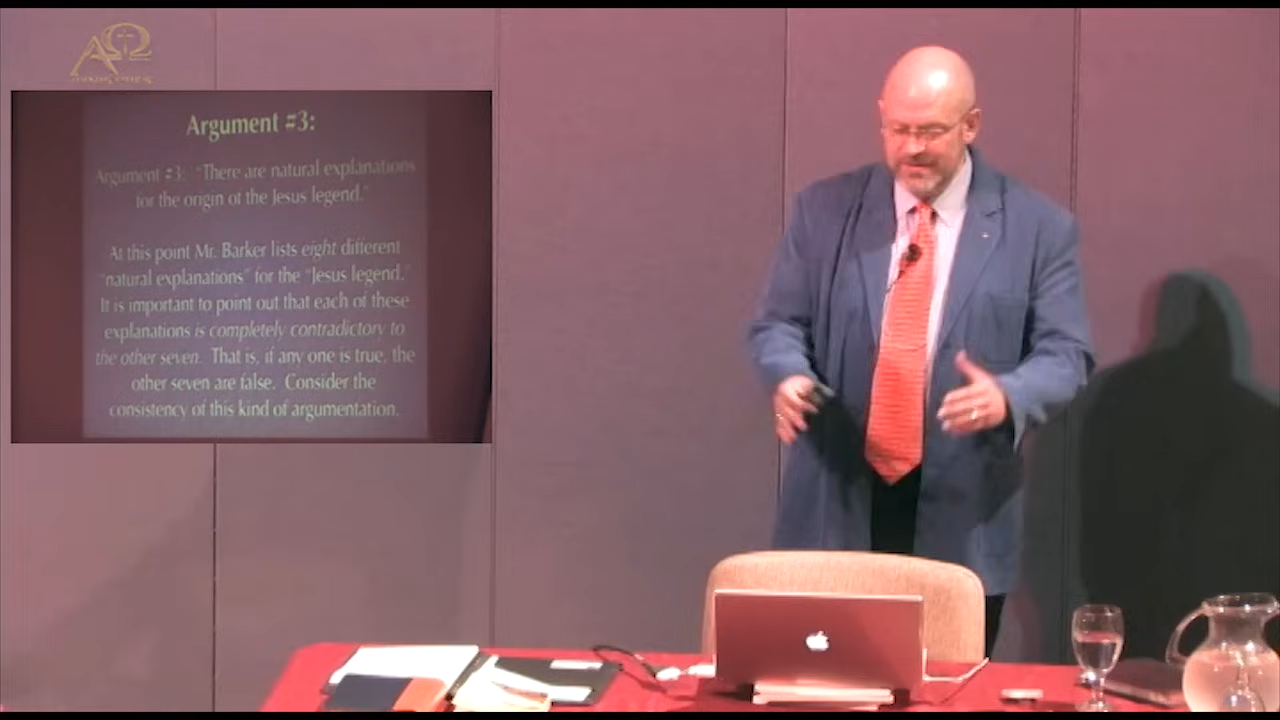 ΑΩ
Argument #3:
Argument #3: "There are natural explanations
for the origin of the Jesus legend."
At this point Mr. Barker lists eight different
"natural explanations" for the "Jesus legend."
It is important to point out that each of these
explanations is completely contradictory to
the other seven. That is, if any one is true, the
other seven are false. Consider the
consistency of this kind of argumentation.